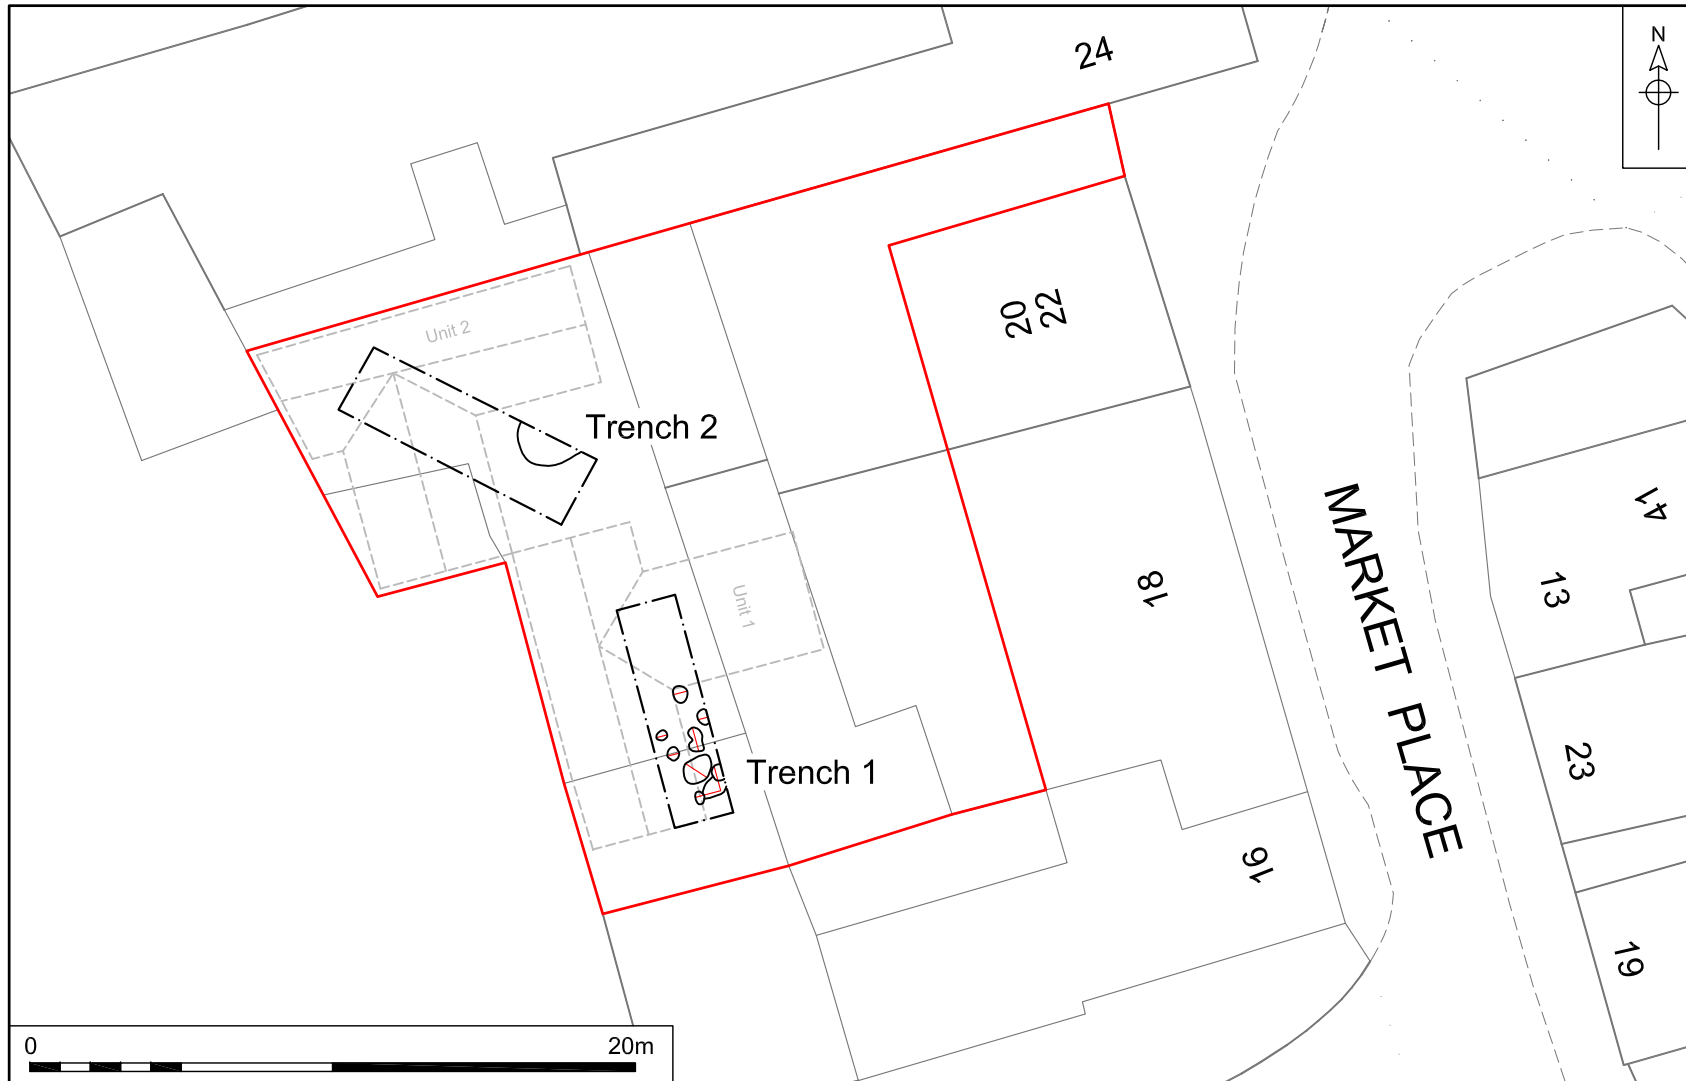 24
N
Unit 2
20
22
Trench 2
41
MARKET PLACE
18
13
Unit 1
Trench 1
23
16
19
0 20m